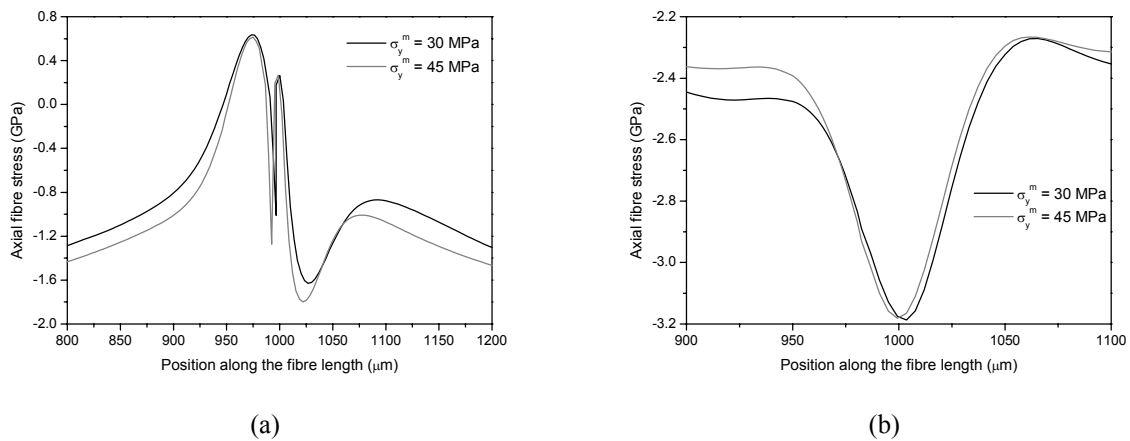 0.8
0.4
0.0
-0.4
-0.8
-1.2
-1.6
-2.0
Axial fibre stress (GPa)
σyᵐ = 30 MPa
σyᵐ = 45 MPa
800 850 900 950 1000 1050 1100 1150 1200
Position along the fibre length (μm)
(a)
-2.2
-2.4
-2.6
-2.8
-3.0
-3.2
Axial fibre stress (GPa)
σyᵐ = 30 MPa
σyᵐ = 45 MPa
900 950 1000 1050 1100
Position along the fibre length (μm)
(b)